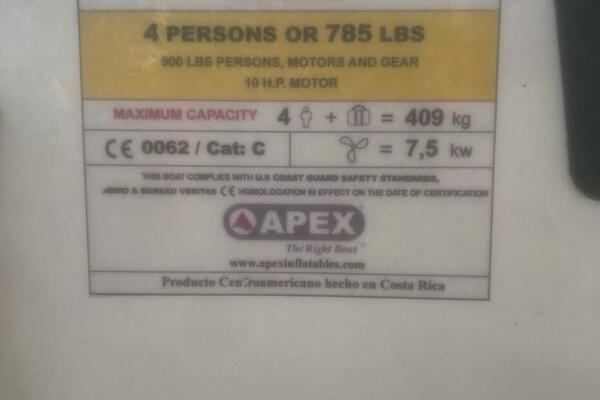 4 PERSONS OR 785 LBS
900 LBS PERSONS, MOTORS AND GEAR
10 H.P. MOTOR
MAXIMUM CAPACITY 4 + = 409 kg
CE 0062 / Cat: C = 7,5 kw
THIS BOAT COMPLIES WITH U.S COAST GUARD SAFETY STANDARDS,
& BUREAU VERITAS CE HOMOLOGATION IN EFFECT ON THE DATE OF CERTIFICATION
APEX
The Right Boat
www.apexinflatables.com
Producto Centroamericano hecho en Costa Rica